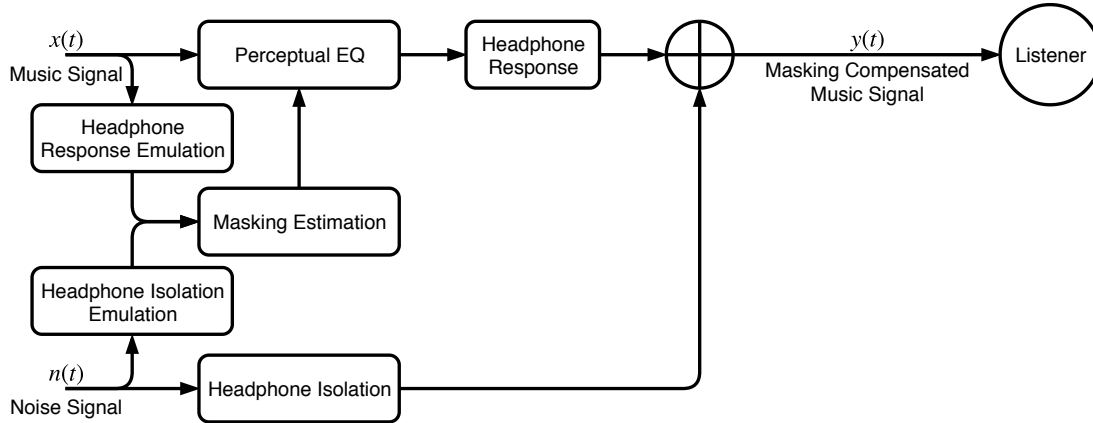 x(t)
Music Signal
Perceptual EQ
Headphone
Response
y(t)
Masking Compensated
Music Signal
Listener
Headphone
Response Emulation
Masking Estimation
Headphone Isolation
Emulation
n(t)
Noise Signal
Headphone Isolation